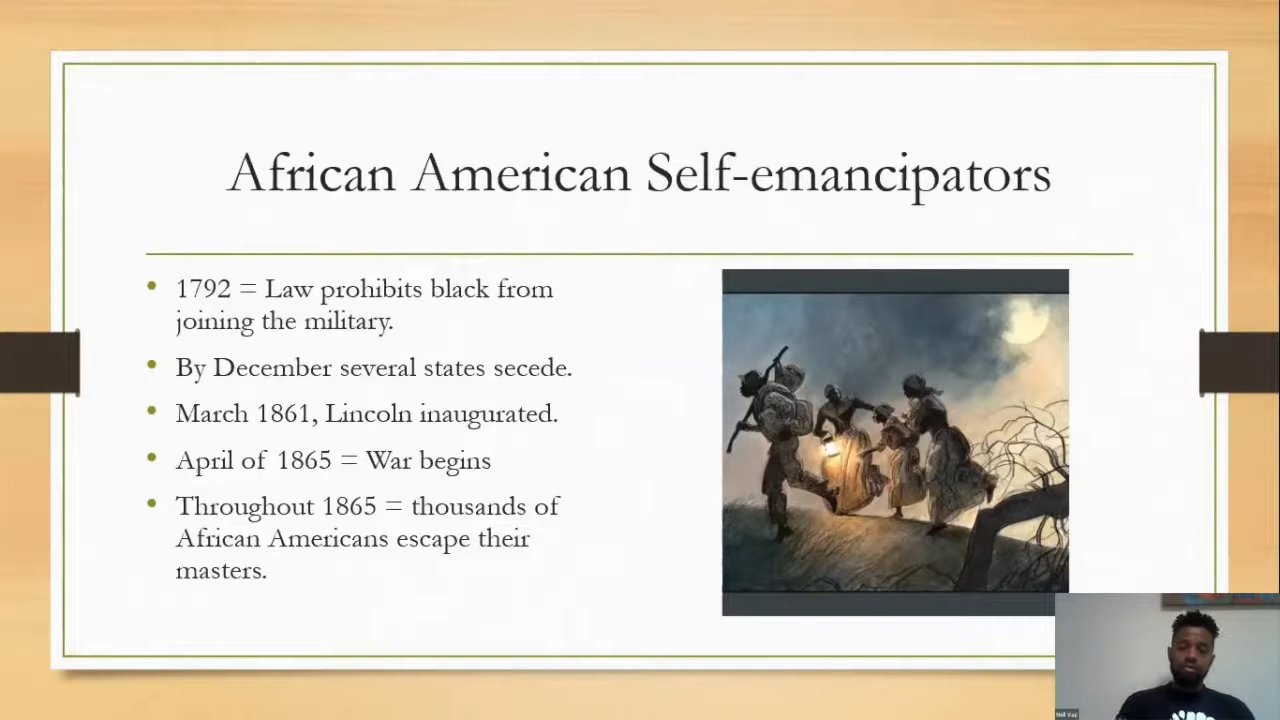 African American Self-emancipators
• 1792 = Law prohibits black from
joining the military.
• By December several states secede.
• March 1861, Lincoln inaugurated.
• April of 1865 = War begins
• Throughout 1865 = thousands of
African Americans escape their
masters.